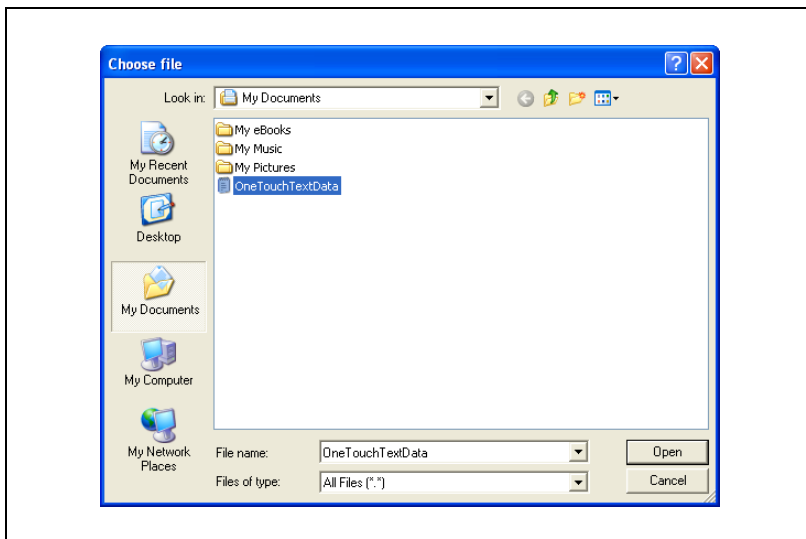 Choose file
Look in:
My Documents
My eBooks
My Music
My Pictures
OneTouchTextData
My Recent
Documents
Desktop
My Documents
My Computer
My Network
Places
File name:
OneTouchTextData
Open
Files of type:
All Files (*.*)
Cancel